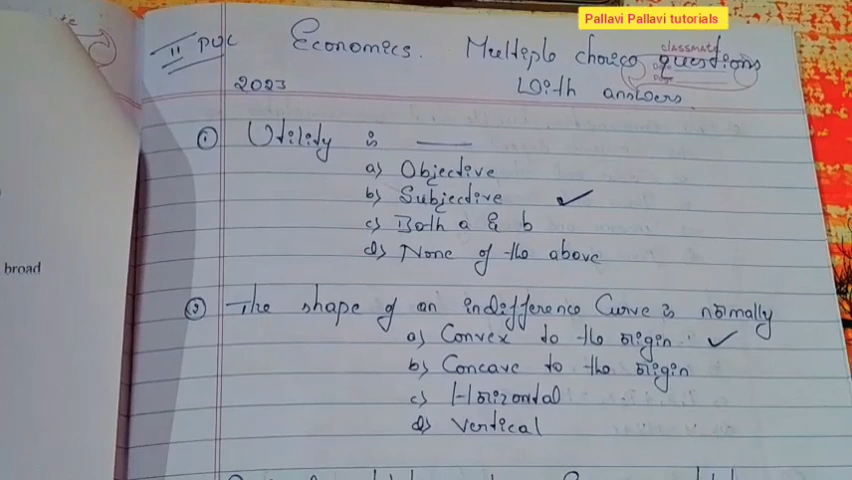 Pallavi Pallavi tutorials
II PUC Economics. Multiple choice questions
classmate
2023 With answers.
① Utility is ———
a) Objective
b) Subjective ✓
c) Both a & b
d) None of the above
broad
② The shape of an indifference Curve is normally
a) Convex to the origin. ✓
b) Concave to the origin
c) Horizontal
d) Vertical